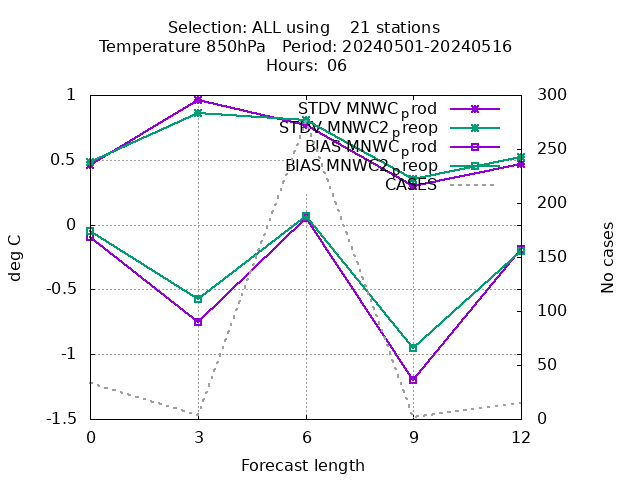 Selection: ALL using    21 stations
Temperature 850hPa   Period: 20240501-20240516
Hours: 06
1
0.5
0
-0.5
-1
-1.5
deg C
STDV MNWC_prod
STDV MNWC2_preop
BIAS MNWC_prod
BIAS MNWC2_preop
CASES
300
250
200
150
100
50
0
No cases
0 3 6 9 12
Forecast length